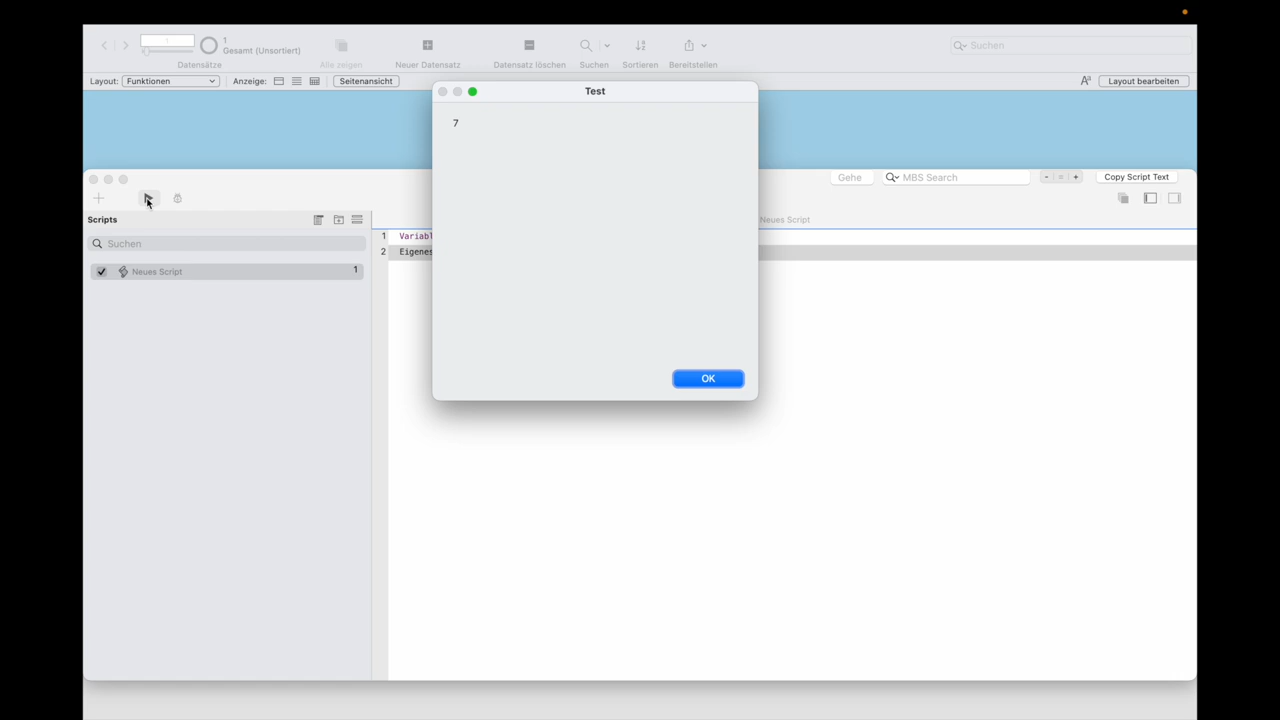 1
1
Gesamt (Unsortiert)
Datensätze
Alle zeigen
Neuer Datensatz
Datensatz löschen
Suchen
Sortieren
Bereitstellen
Suchen
Layout: Funktionen
Anzeige:
Seitenansicht
Aa
Layout bearbeiten
Test
7
OK
Gehe
MBS Search
- = +
Copy Script Text
Scripts
Neues Script
Suchen
1 Variabl
2 Eigenes
Neues Script 1